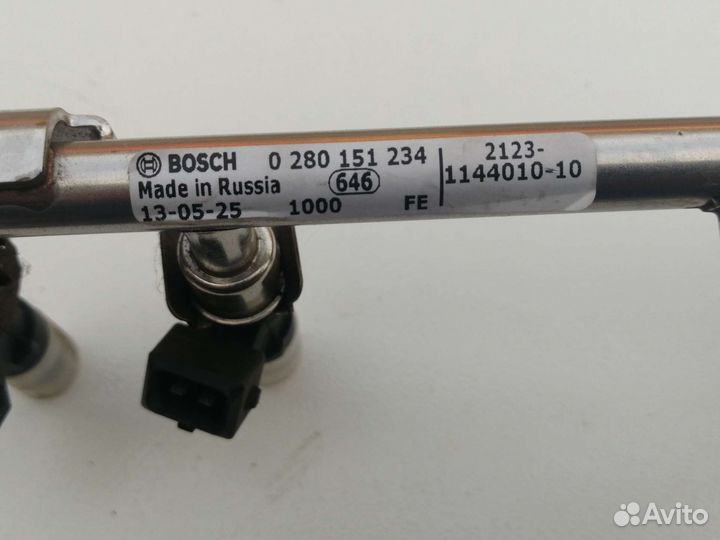 BOSCH 0 280 151 234
Made in Russia 646
13-05-25 1000 FE
2123-
1144010-10
Avito